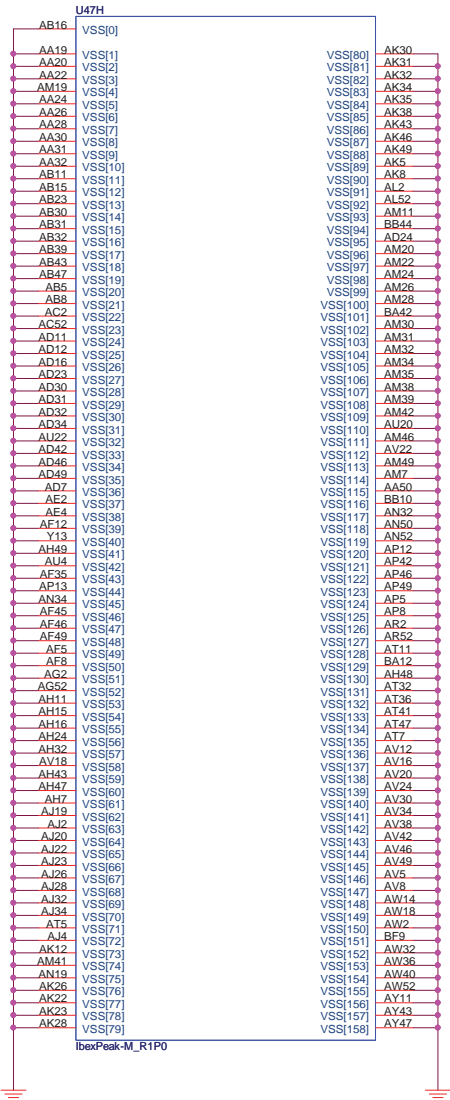 U47H
AB16 VSS[0]
AA19 VSS[1] VSS[80] AK30
AA20 VSS[2] VSS[81] AK31
AA22 VSS[3] VSS[82] AK32
AM19 VSS[4] VSS[83] AK34
AA24 VSS[5] VSS[84] AK35
AA26 VSS[6] VSS[85] AK38
AA28 VSS[7] VSS[86] AK43
AA30 VSS[8] VSS[87] AK46
AA31 VSS[9] VSS[88] AK49
AA32 VSS[10] VSS[89] AK5
AB11 VSS[11] VSS[90] AK8
AB15 VSS[12] VSS[91] AL2
AB23 VSS[13] VSS[92] AL52
AB30 VSS[14] VSS[93] AM11
AB31 VSS[15] VSS[94] BB44
AB32 VSS[16] VSS[95] AD24
AB39 VSS[17] VSS[96] AM20
AB43 VSS[18] VSS[97] AM22
AB47 VSS[19] VSS[98] AM24
AB5 VSS[20] VSS[99] AM26
AB8 VSS[21] VSS[100] AM28
AC2 VSS[22] VSS[101] BA42
AC52 VSS[23] VSS[102] AM30
AD11 VSS[24] VSS[103] AM31
AD12 VSS[25] VSS[104] AM32
AD16 VSS[26] VSS[105] AM34
AD23 VSS[27] VSS[106] AM35
AD30 VSS[28] VSS[107] AM38
AD31 VSS[29] VSS[108] AM39
AD32 VSS[30] VSS[109] AM42
AD34 VSS[31] VSS[110] AU20
AU22 VSS[32] VSS[111] AM46
AD42 VSS[33] VSS[112] AV22
AD46 VSS[34] VSS[113] AM49
AD49 VSS[35] VSS[114] AM7
AD7 VSS[36] VSS[115] AA50
AE2 VSS[37] VSS[116] BB10
AE4 VSS[38] VSS[117] AN32
AF12 VSS[39] VSS[118] AN50
Y13 VSS[40] VSS[119] AN52
AH49 VSS[41] VSS[120] AP12
AU4 VSS[42] VSS[121] AP42
AF35 VSS[43] VSS[122] AP46
AP13 VSS[44] VSS[123] AP49
AN34 VSS[45] VSS[124] AP5
AF45 VSS[46] VSS[125] AP8
AF46 VSS[47] VSS[126] AR2
AF49 VSS[48] VSS[127] AR52
AF5 VSS[49] VSS[128] AT11
AF8 VSS[50] VSS[129] BA12
AG2 VSS[51] VSS[130] AH48
AG52 VSS[52] VSS[131] AT32
AH11 VSS[53] VSS[132] AT36
AH15 VSS[54] VSS[133] AT41
AH16 VSS[55] VSS[134] AT47
AH24 VSS[56] VSS[135] AT7
AH32 VSS[57] VSS[136] AV12
AV18 VSS[58] VSS[137] AV16
AH43 VSS[59] VSS[138] AV20
AH47 VSS[60] VSS[139] AV24
AH7 VSS[61] VSS[140] AV30
AJ19 VSS[62] VSS[141] AV34
AJ2 VSS[63] VSS[142] AV38
AJ20 VSS[64] VSS[143] AV42
AJ22 VSS[65] VSS[144] AV46
AJ23 VSS[66] VSS[145] AV49
AJ26 VSS[67] VSS[146] AV5
AJ28 VSS[68] VSS[147] AV8
AJ32 VSS[69] VSS[148] AW14
AJ34 VSS[70] VSS[149] AW18
AT5 VSS[71] VSS[150] AW2
AJ4 VSS[72] VSS[151] BF9
AK12 VSS[73] VSS[152] AW32
AM41 VSS[74] VSS[153] AW36
AN19 VSS[75] VSS[154] AW40
AK26 VSS[76] VSS[155] AW52
AK22 VSS[77] VSS[156] AY11
AK23 VSS[78] VSS[157] AY43
AK28 VSS[79] VSS[158] AY47
IbexPeak-M_R1P0